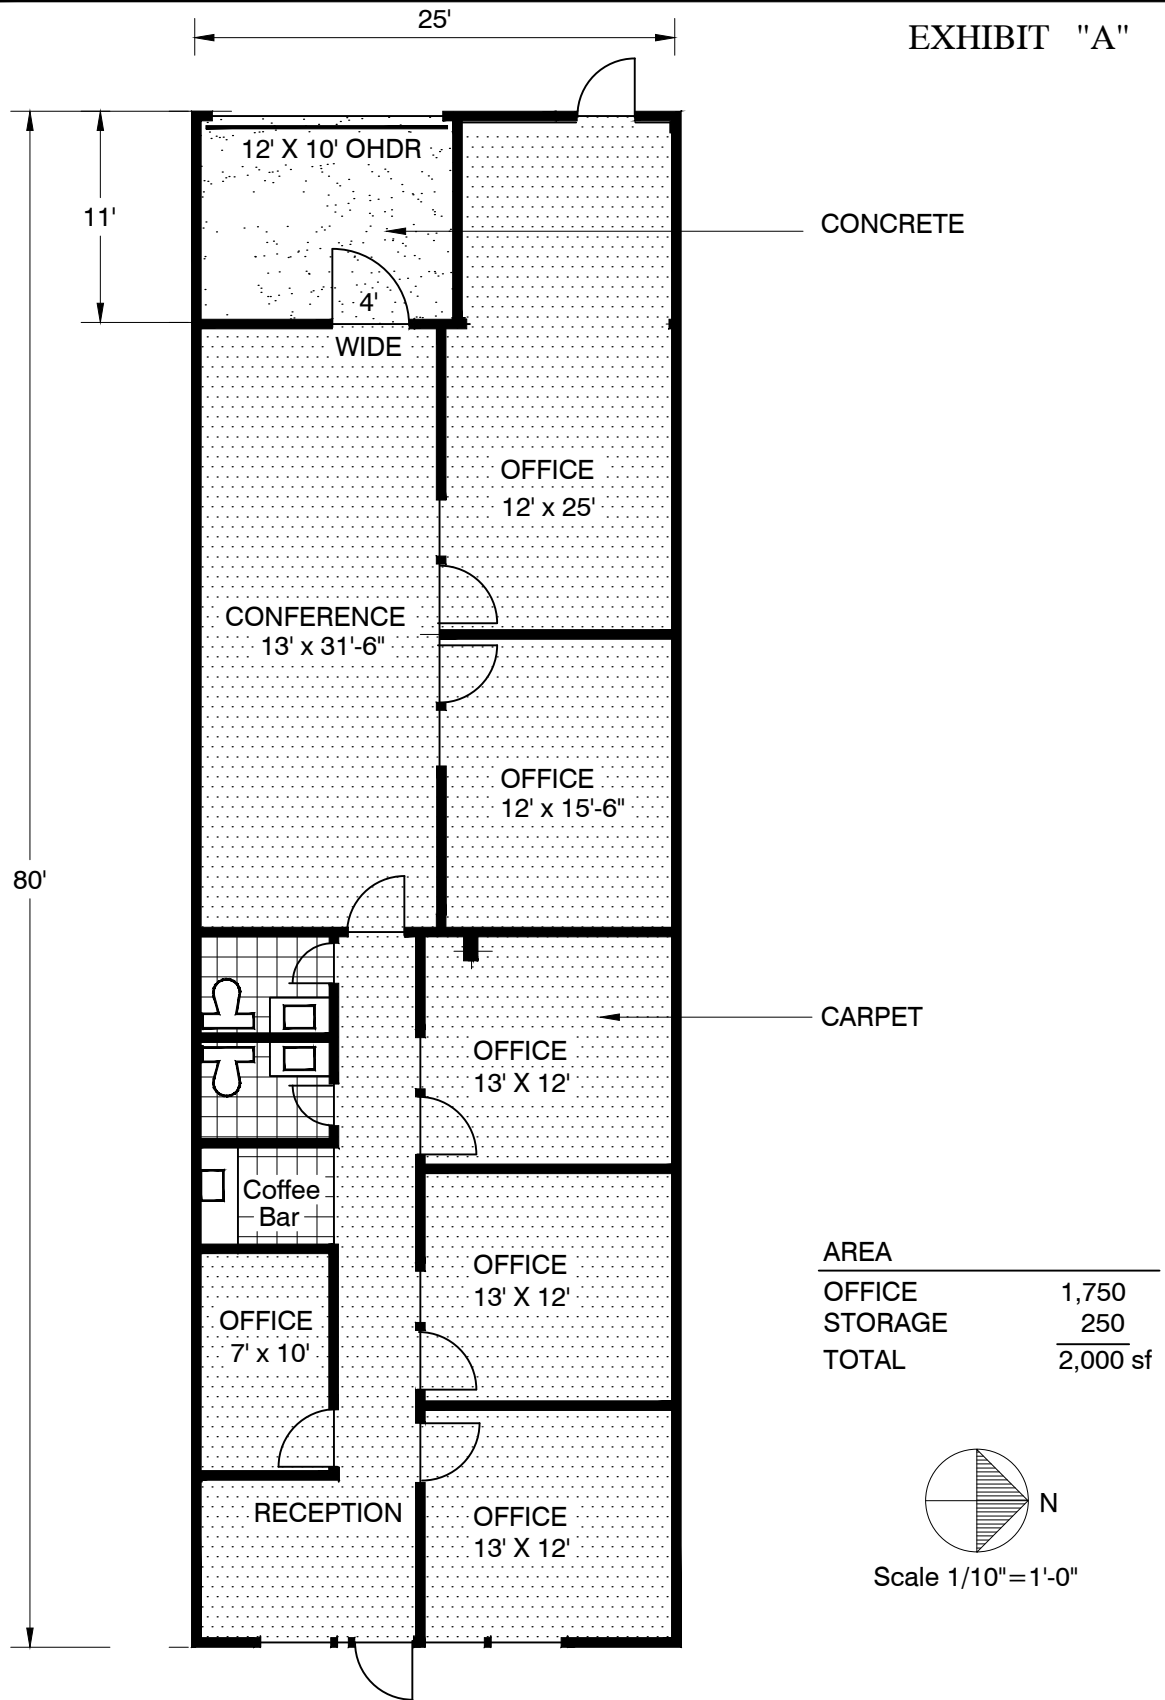 25'
EXHIBIT "A"
12' X 10' OHDR
11'
CONCRETE
4'
WIDE
OFFICE
12' x 25'
CONFERENCE
13' x 31'-6"
OFFICE
12' x 15'-6"
80'
CARPET
OFFICE
13' X 12'
Coffee
Bar
OFFICE
13' X 12'
OFFICE
7' x 10'
AREA
OFFICE 1,750
STORAGE 250
TOTAL 2,000 sf
RECEPTION
OFFICE
13' X 12'
N
Scale 1/10"=1'-0"